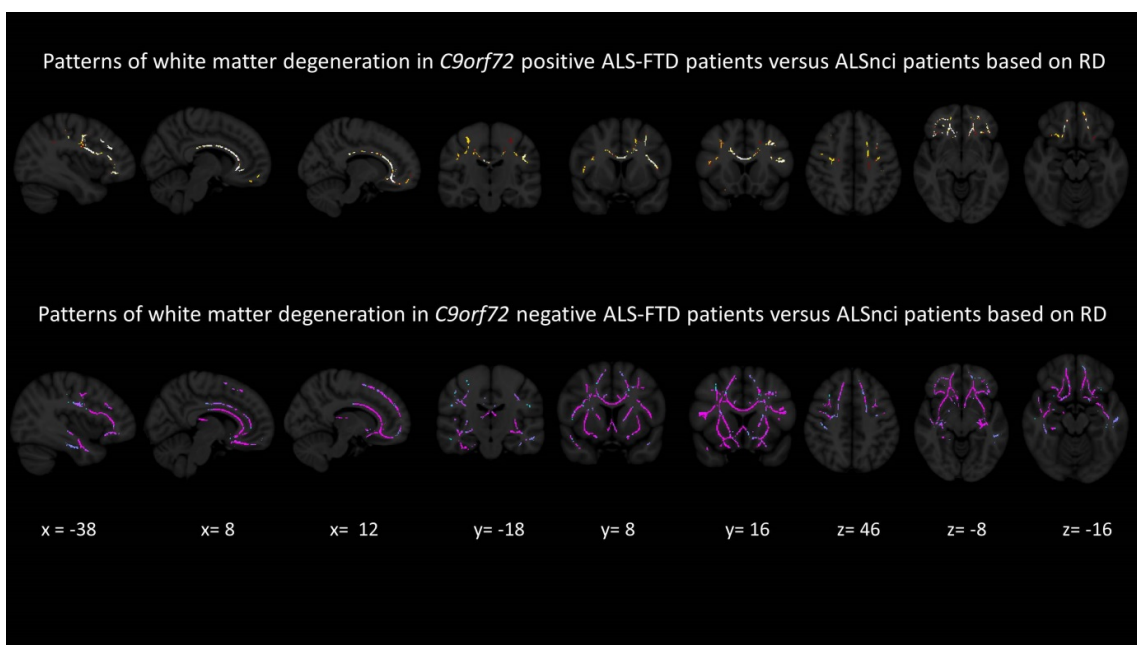 Patterns of white matter degeneration in C9orf72 positive ALS-FTD patients versus ALSnci patients based on RD
Patterns of white matter degeneration in C9orf72 negative ALS-FTD patients versus ALSnci patients based on RD
x = -38 x= 8 x= 12 y= -18 y= 8 y= 16 z= 46 z= -8 z= -16